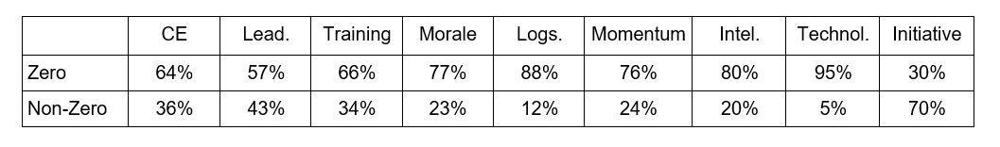 CE Lead. Training Morale Logs. Momentum Intel. Technol. Initiative
Zero 64% 57% 66% 77% 88% 76% 80% 95% 30%
Non-Zero 36% 43% 34% 23% 12% 24% 20% 5% 70%